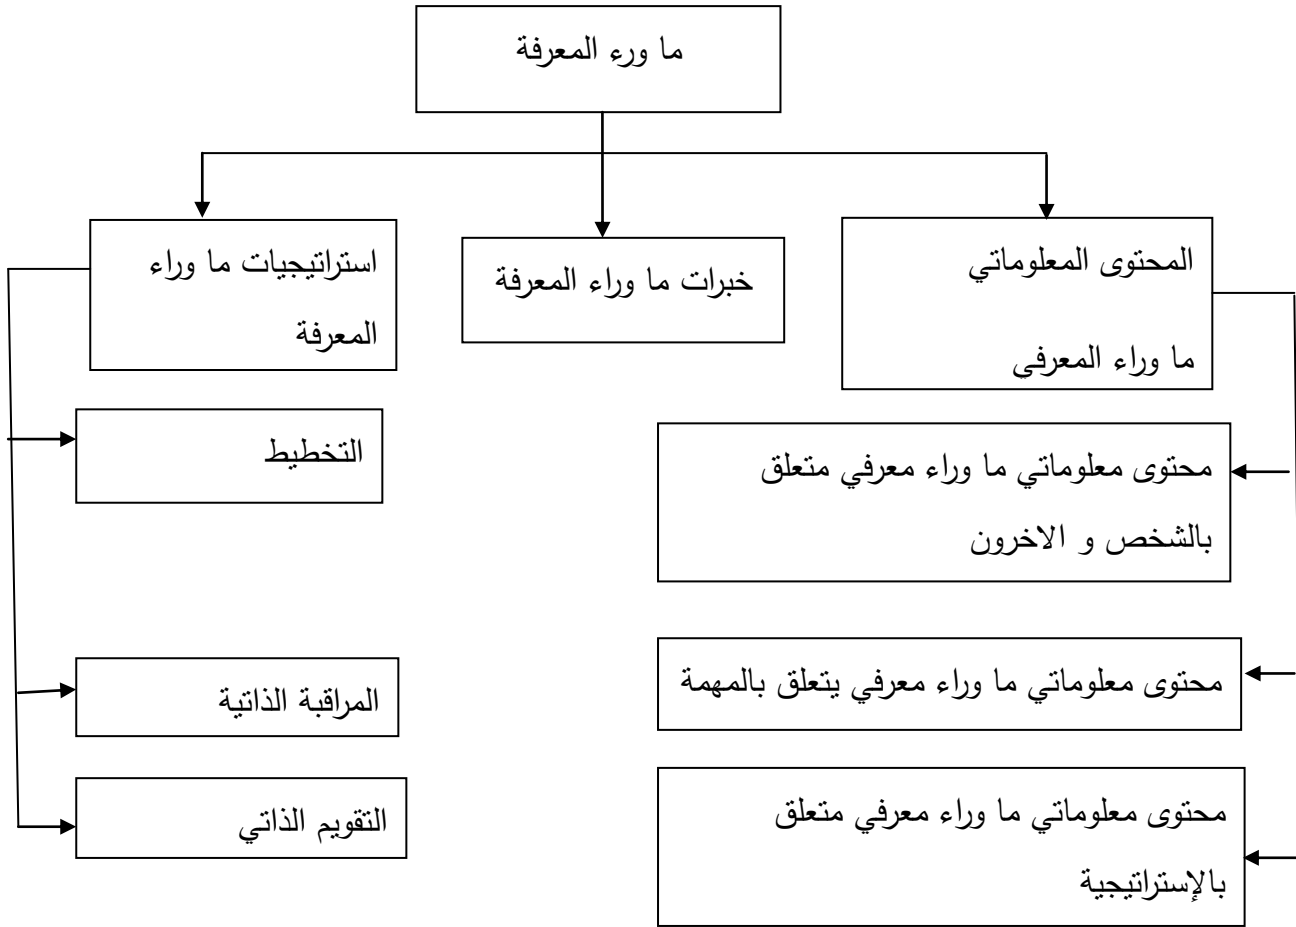 ما ورء المعرفة
المحتوى المعلوماتي
ما وراء المعرفي
خبرات ما وراء المعرفة
استراتيجيات ما وراء
المعرفة
محتوى معلوماتي ما وراء معرفي متعلق
بالشخص و الاخرون
محتوى معلوماتي ما وراء معرفي يتعلق بالمهمة
محتوى معلوماتي ما وراء معرفي متعلق
بالإستراتيجية
التخطيط
المراقبة الذاتية
التقويم الذاتي